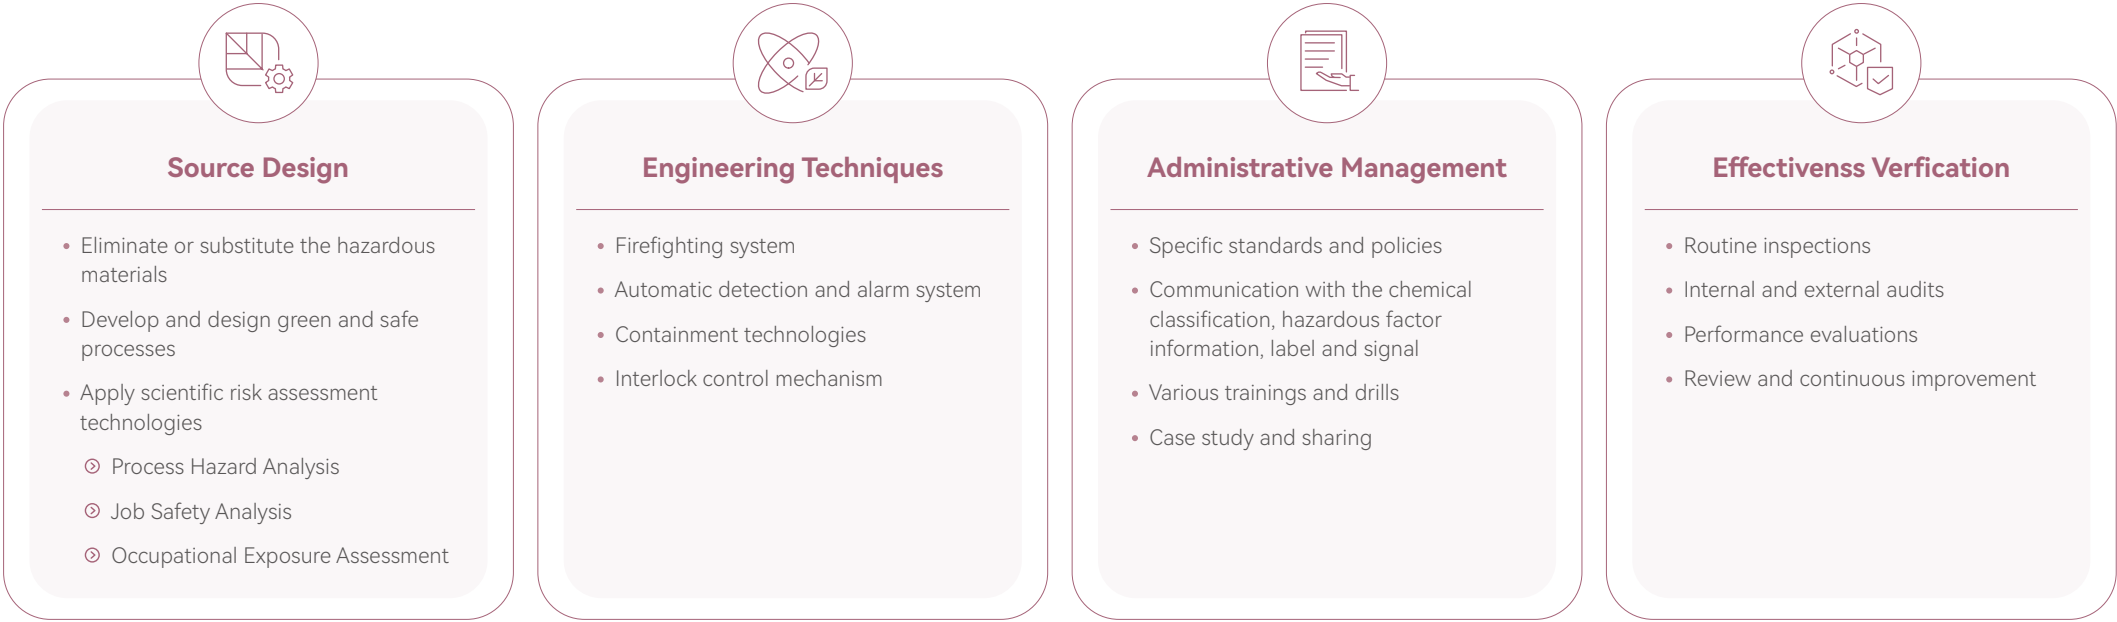 Source Design
• Eliminate or substitute the hazardous
materials
• Develop and design green and safe
processes
• Apply scientific risk assessment
technologies
Process Hazard Analysis
Job Safety Analysis
Occupational Exposure Assessment
Engineering Techniques
• Firefighting system
• Automatic detection and alarm system
• Containment technologies
• Interlock control mechanism
Administrative Management
• Specific standards and policies
• Communication with the chemical
classification, hazardous factor
information, label and signal
• Various trainings and drills
• Case study and sharing
Effectivenss Verfication
• Routine inspections
• Internal and external audits
• Performance evaluations
• Review and continuous improvement